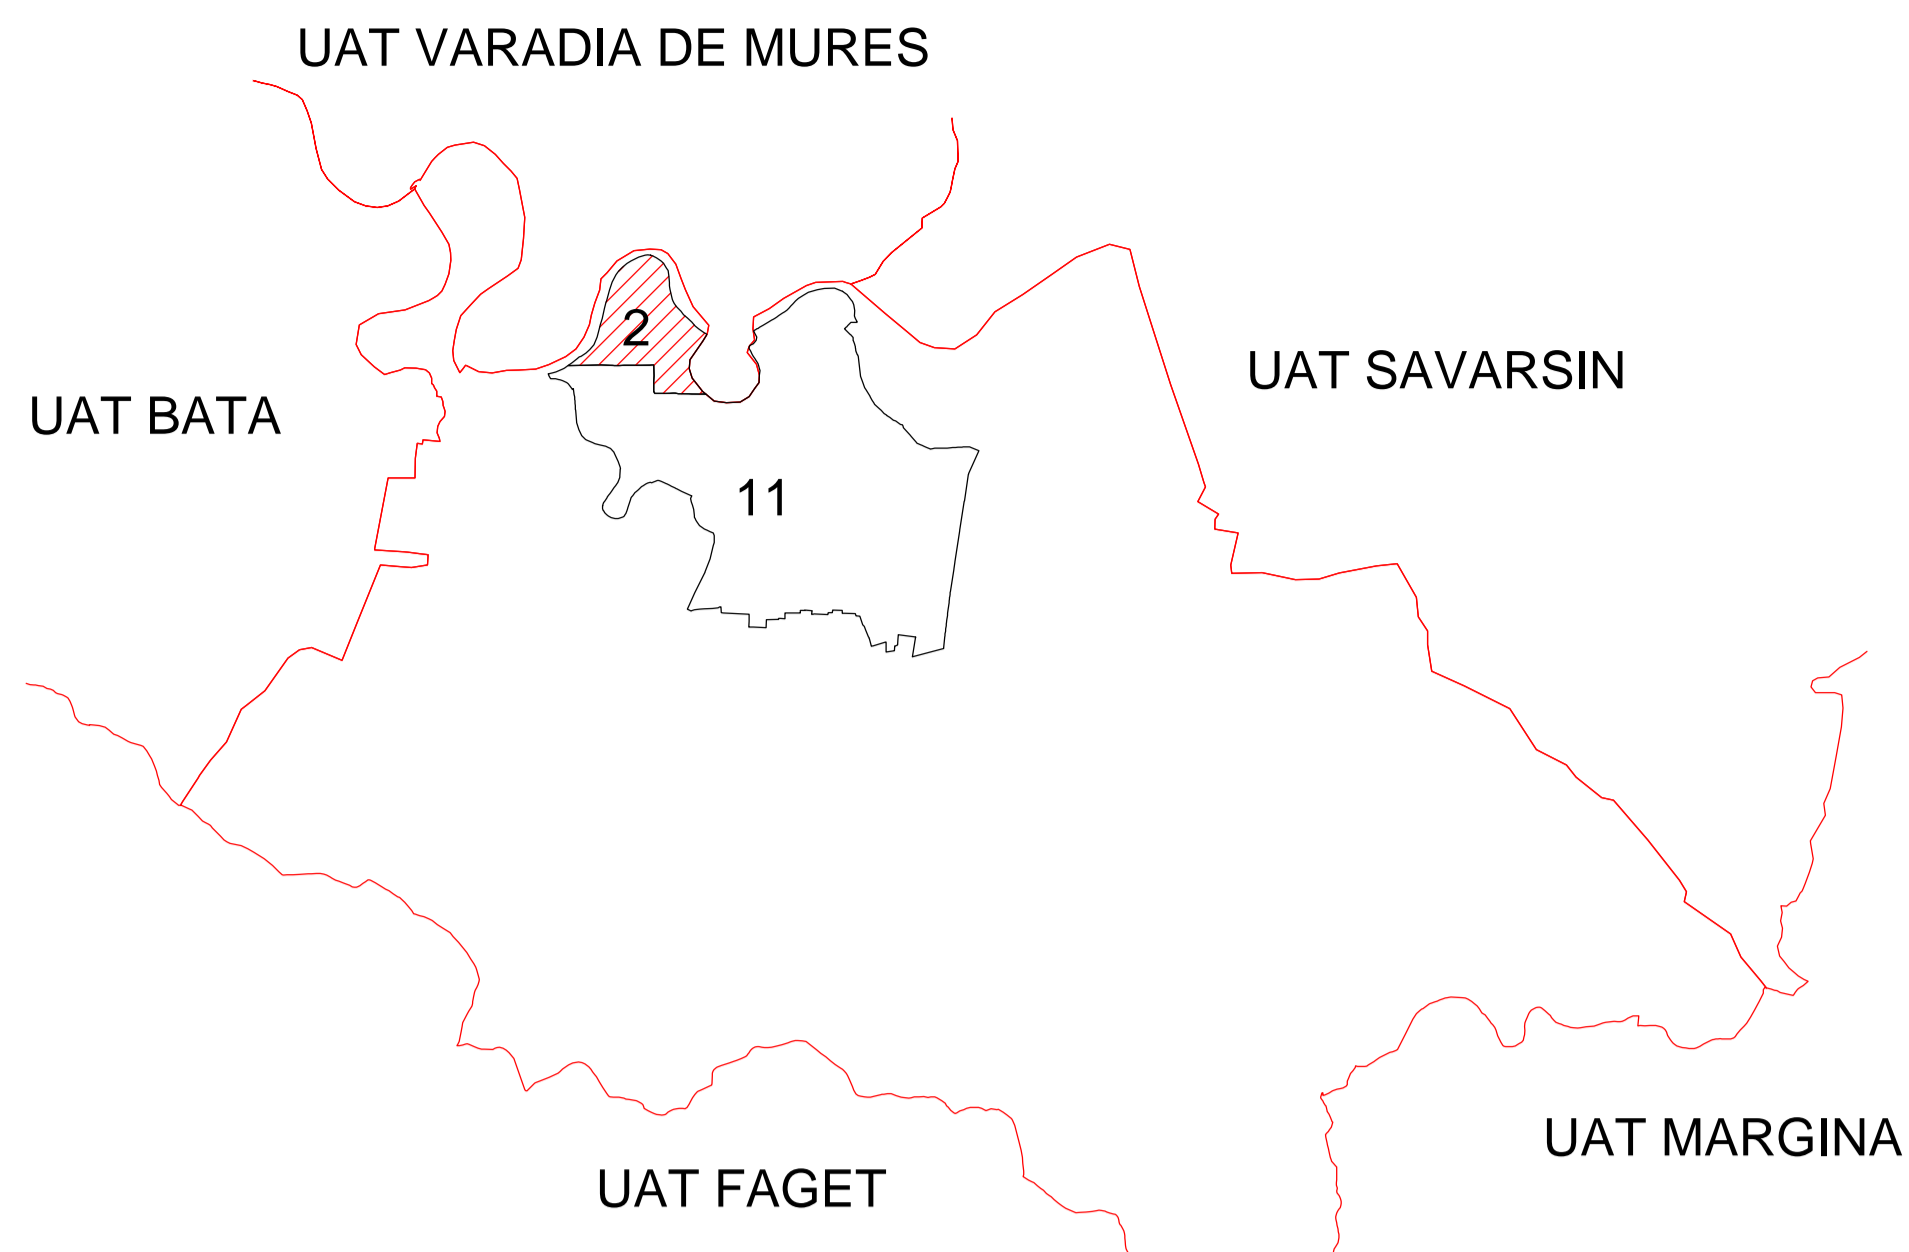 UAT VARADIA DE MURES
2
UAT SAVARSIN
UAT BATA
11
UAT MARGINA
UAT FAGET